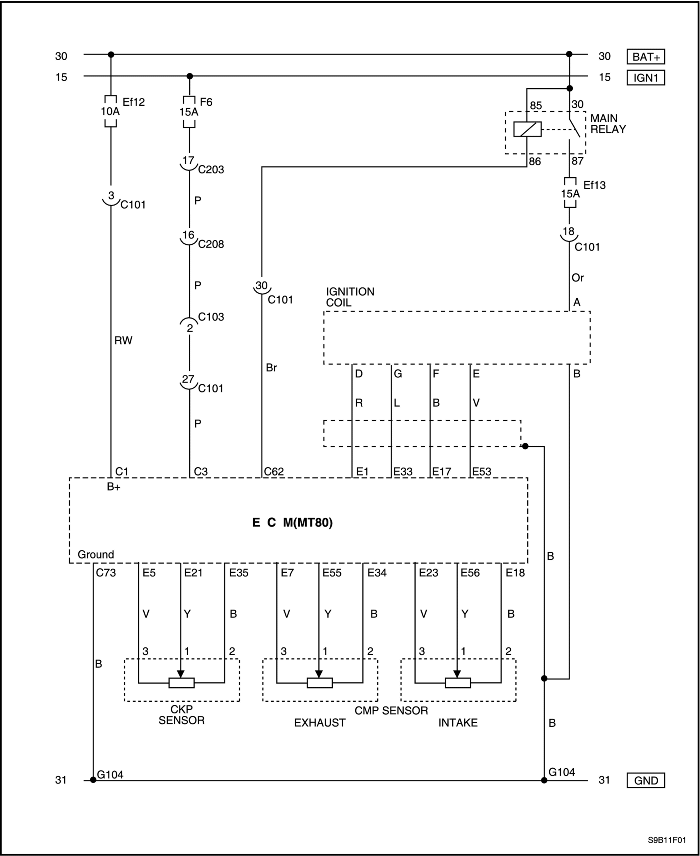 30 30 BAT+
15 15 IGN1
Ef12 10A
F6 15A
85 30
MAIN
RELAY
86 87
17 C203
Ef13 15A
3 C101
P
16 C208
18 C101
Or
P
30 C101
IGNITION
COIL
A
C103
2
RW
Br
27 C101
D G F E B
R L B V
P
C1 C3 C62 E1 E33 E17 E53
B+
E C M(MT80)
Ground
C73 E5 E21 E35 E7 E55 E34 E23 E56 E18
B
V Y B V Y B V Y B
3 1 2 3 1 2 3 1 2
B
CKP
SENSOR
CMP SENSOR
EXHAUST INTAKE
B
31 G104 G104 31 GND
S9B11F01